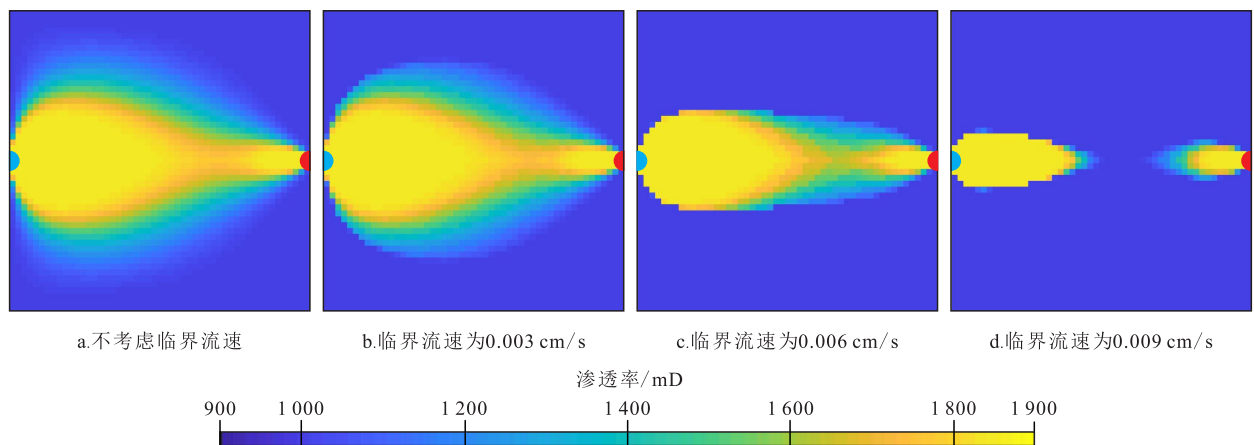 a.不考虑临界流速 b.临界流速为0.003 cm/s c.临界流速为0.006 cm/s d.临界流速为0.009 cm/s
渗透率/mD
900 1 000 1 200 1 400 1 600 1 800 1 900